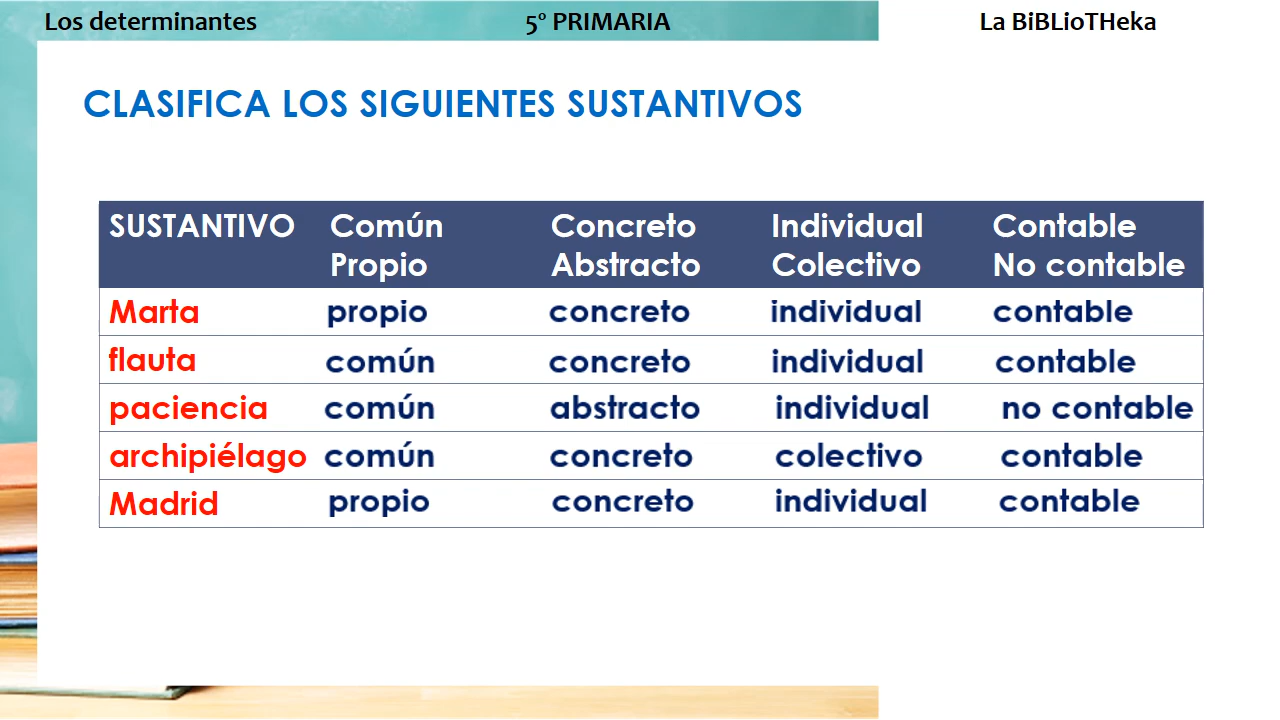 Los determinantes 5º PRIMARIA La BiBLioTHeka
CLASIFICA LOS SIGUIENTES SUSTANTIVOS
SUSTANTIVO Común Concreto Individual Contable
Propio Abstracto Colectivo No contable
Marta propio concreto individual contable
flauta común concreto individual contable
paciencia común abstracto individual no contable
archipiélago común concreto colectivo contable
Madrid propio concreto individual contable